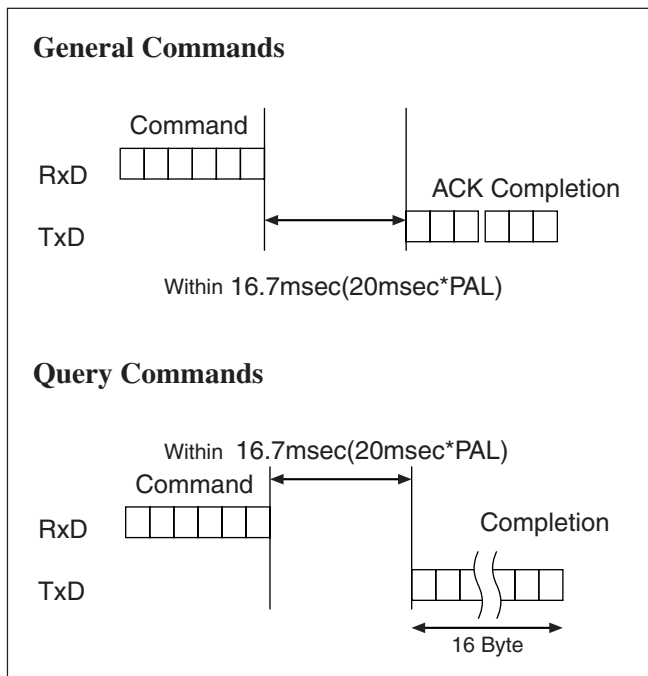 General Commands
Command
RxD
ACK Completion
TxD
Within 16.7msec(20msec*PAL)
Query Commands
Within 16.7msec(20msec*PAL)
Command
RxD
Completion
TxD
16 Byte